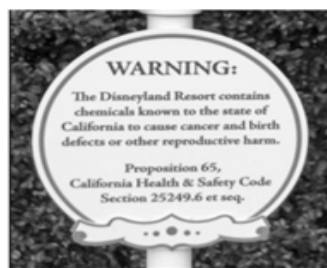 WARNING:
The Disneyland Resort contains
chemicals known to the state of
California to cause cancer and birth
defects or other reproductive harm.
Proposition 65,
California Health & Safety Code
Section 25249.6 et seq.